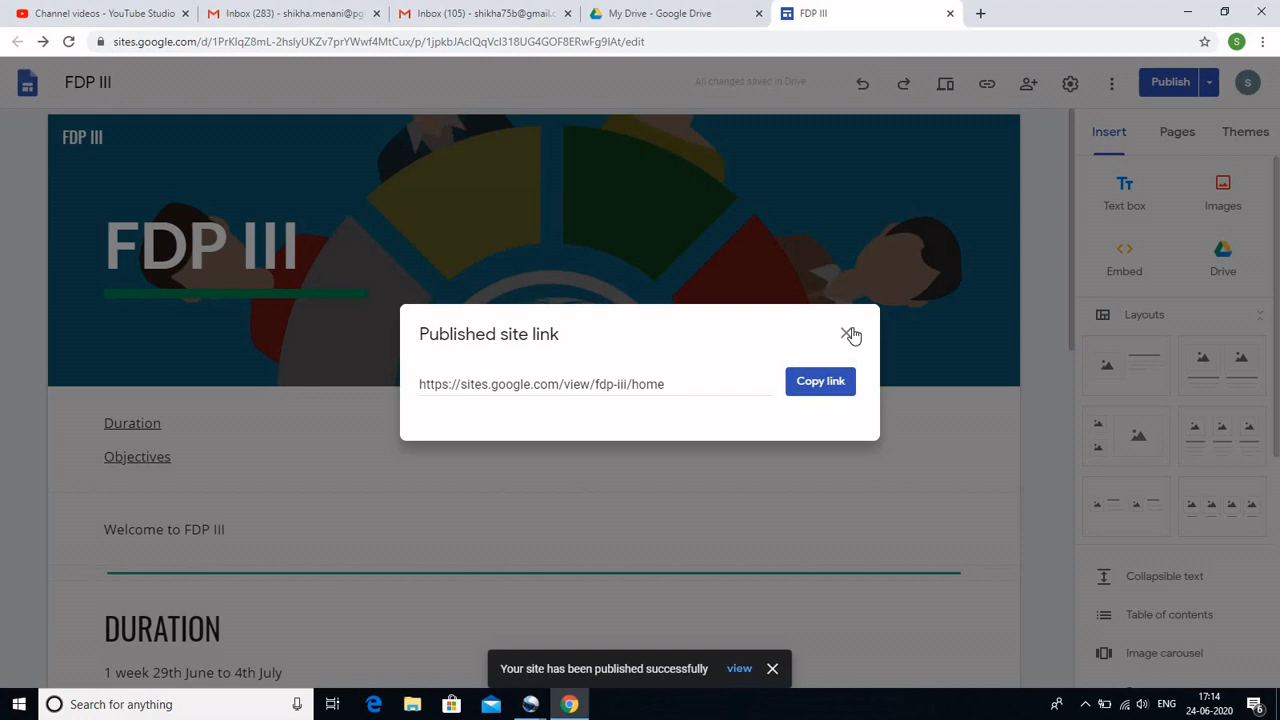 Channel videos - YouTube Studio
Inbox (283) - shikha.menani@pg
Inbox (105) - shikha75b@gmail.c
My Drive - Google Drive
FDP III
sites.google.com/d/1PrKlqZ8mL-2hslyUKZv7prYWwf4MtCux/p/1jpkbJAcIQqVcl318UG4GOF8ERwFg9IAt/edit
S
FDP III
All changes saved in Drive
Publish
S
FDP III
FDP III
Insert
Pages
Themes
Text box
Images
Embed
Drive
Layouts
Published site link
https://sites.google.com/view/fdp-iii/home
Copy link
Duration
Objectives
Welcome to FDP III
DURATION
1 week 29th June to 4th July
Collapsible text
Table of contents
Image carousel
Your site has been published successfully
view
Search for anything
ENG
17:14
24-06-2020
6